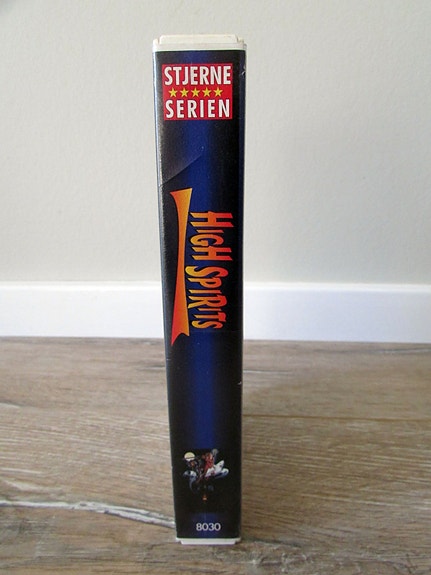 STJERNE
SERIEN
HIGH SPIRITS
8030